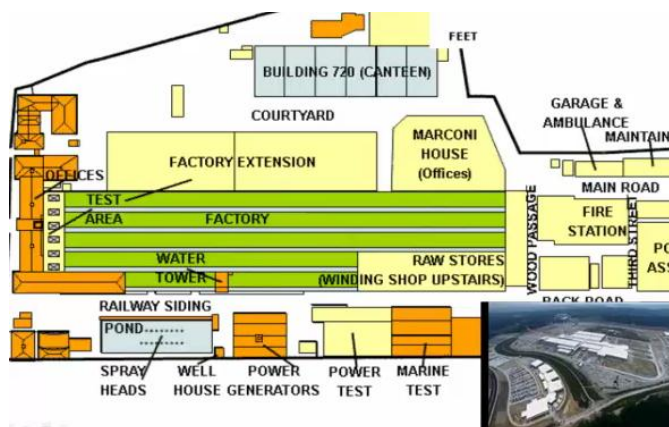 FEET
BUILDING 720 (CANTEEN)
COURTYARD
GARAGE &
AMBULANCE
MARCONI
HOUSE
(Offices)
FACTORY EXTENSION
OFFICES
TEST
AREA
FACTORY
MAIN ROAD
WOOD PASSAGE
FIRE
STATION
THIRD STREET
WATER
TOWER
RAW STORES
(WINDING SHOP UPSTAIRS)
RAILWAY SIDING
POND
SPRAY
HEADS
WELL
HOUSE
POWER
GENERATORS
POWER
TEST
MARINE
TEST